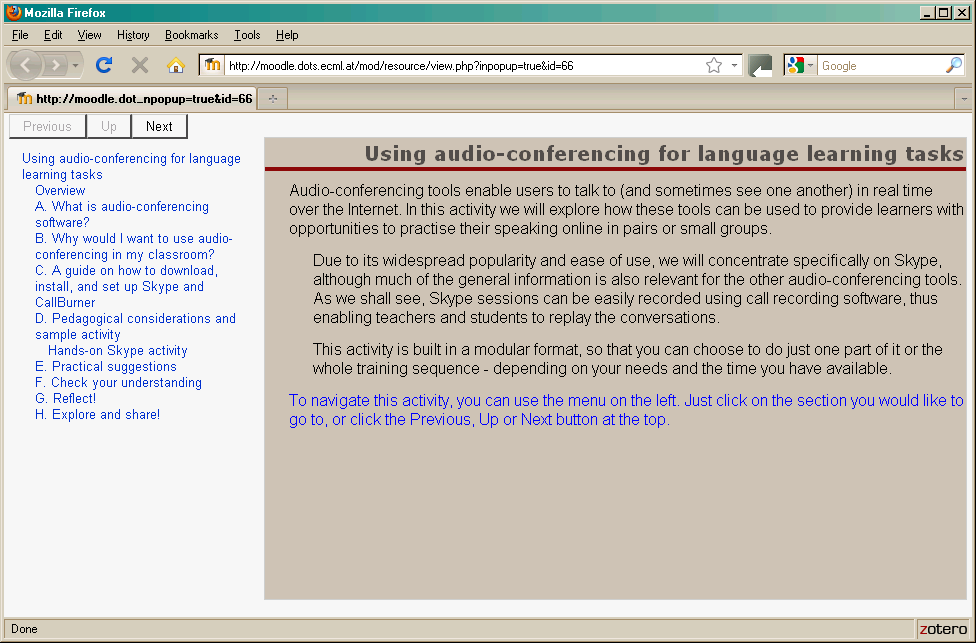 Mozilla Firefox
File Edit View History Bookmarks Tools Help
http://moodle.dots.ecml.at/mod/resource/view.php?inpopup=true&id=66
Google
http://moodle.dot_npopup=true&id=66
Previous Up Next
Using audio-conferencing for language
learning tasks
Overview
A. What is audio-conferencing
software?
B. Why would I want to use audio-
conferencing in my classroom?
C. A guide on how to download,
install, and set up Skype and
CallBurner
D. Pedagogical considerations and
sample activity
Hands-on Skype activity
E. Practical suggestions
F. Check your understanding
G. Reflect!
H. Explore and share!
Using audio-conferencing for language learning tasks
Audio-conferencing tools enable users to talk to (and sometimes see one another) in real time
over the Internet. In this activity we will explore how these tools can be used to provide learners with
opportunities to practise their speaking online in pairs or small groups.
Due to its widespread popularity and ease of use, we will concentrate specifically on Skype,
although much of the general information is also relevant for the other audio-conferencing tools.
As we shall see, Skype sessions can be easily recorded using call recording software, thus
enabling teachers and students to replay the conversations.
This activity is built in a modular format, so that you can choose to do just one part of it or the
whole training sequence - depending on your needs and the time you have available.
To navigate this activity, you can use the menu on the left. Just click on the section you would like to
go to, or click the Previous, Up or Next button at the top.
Done
zotero